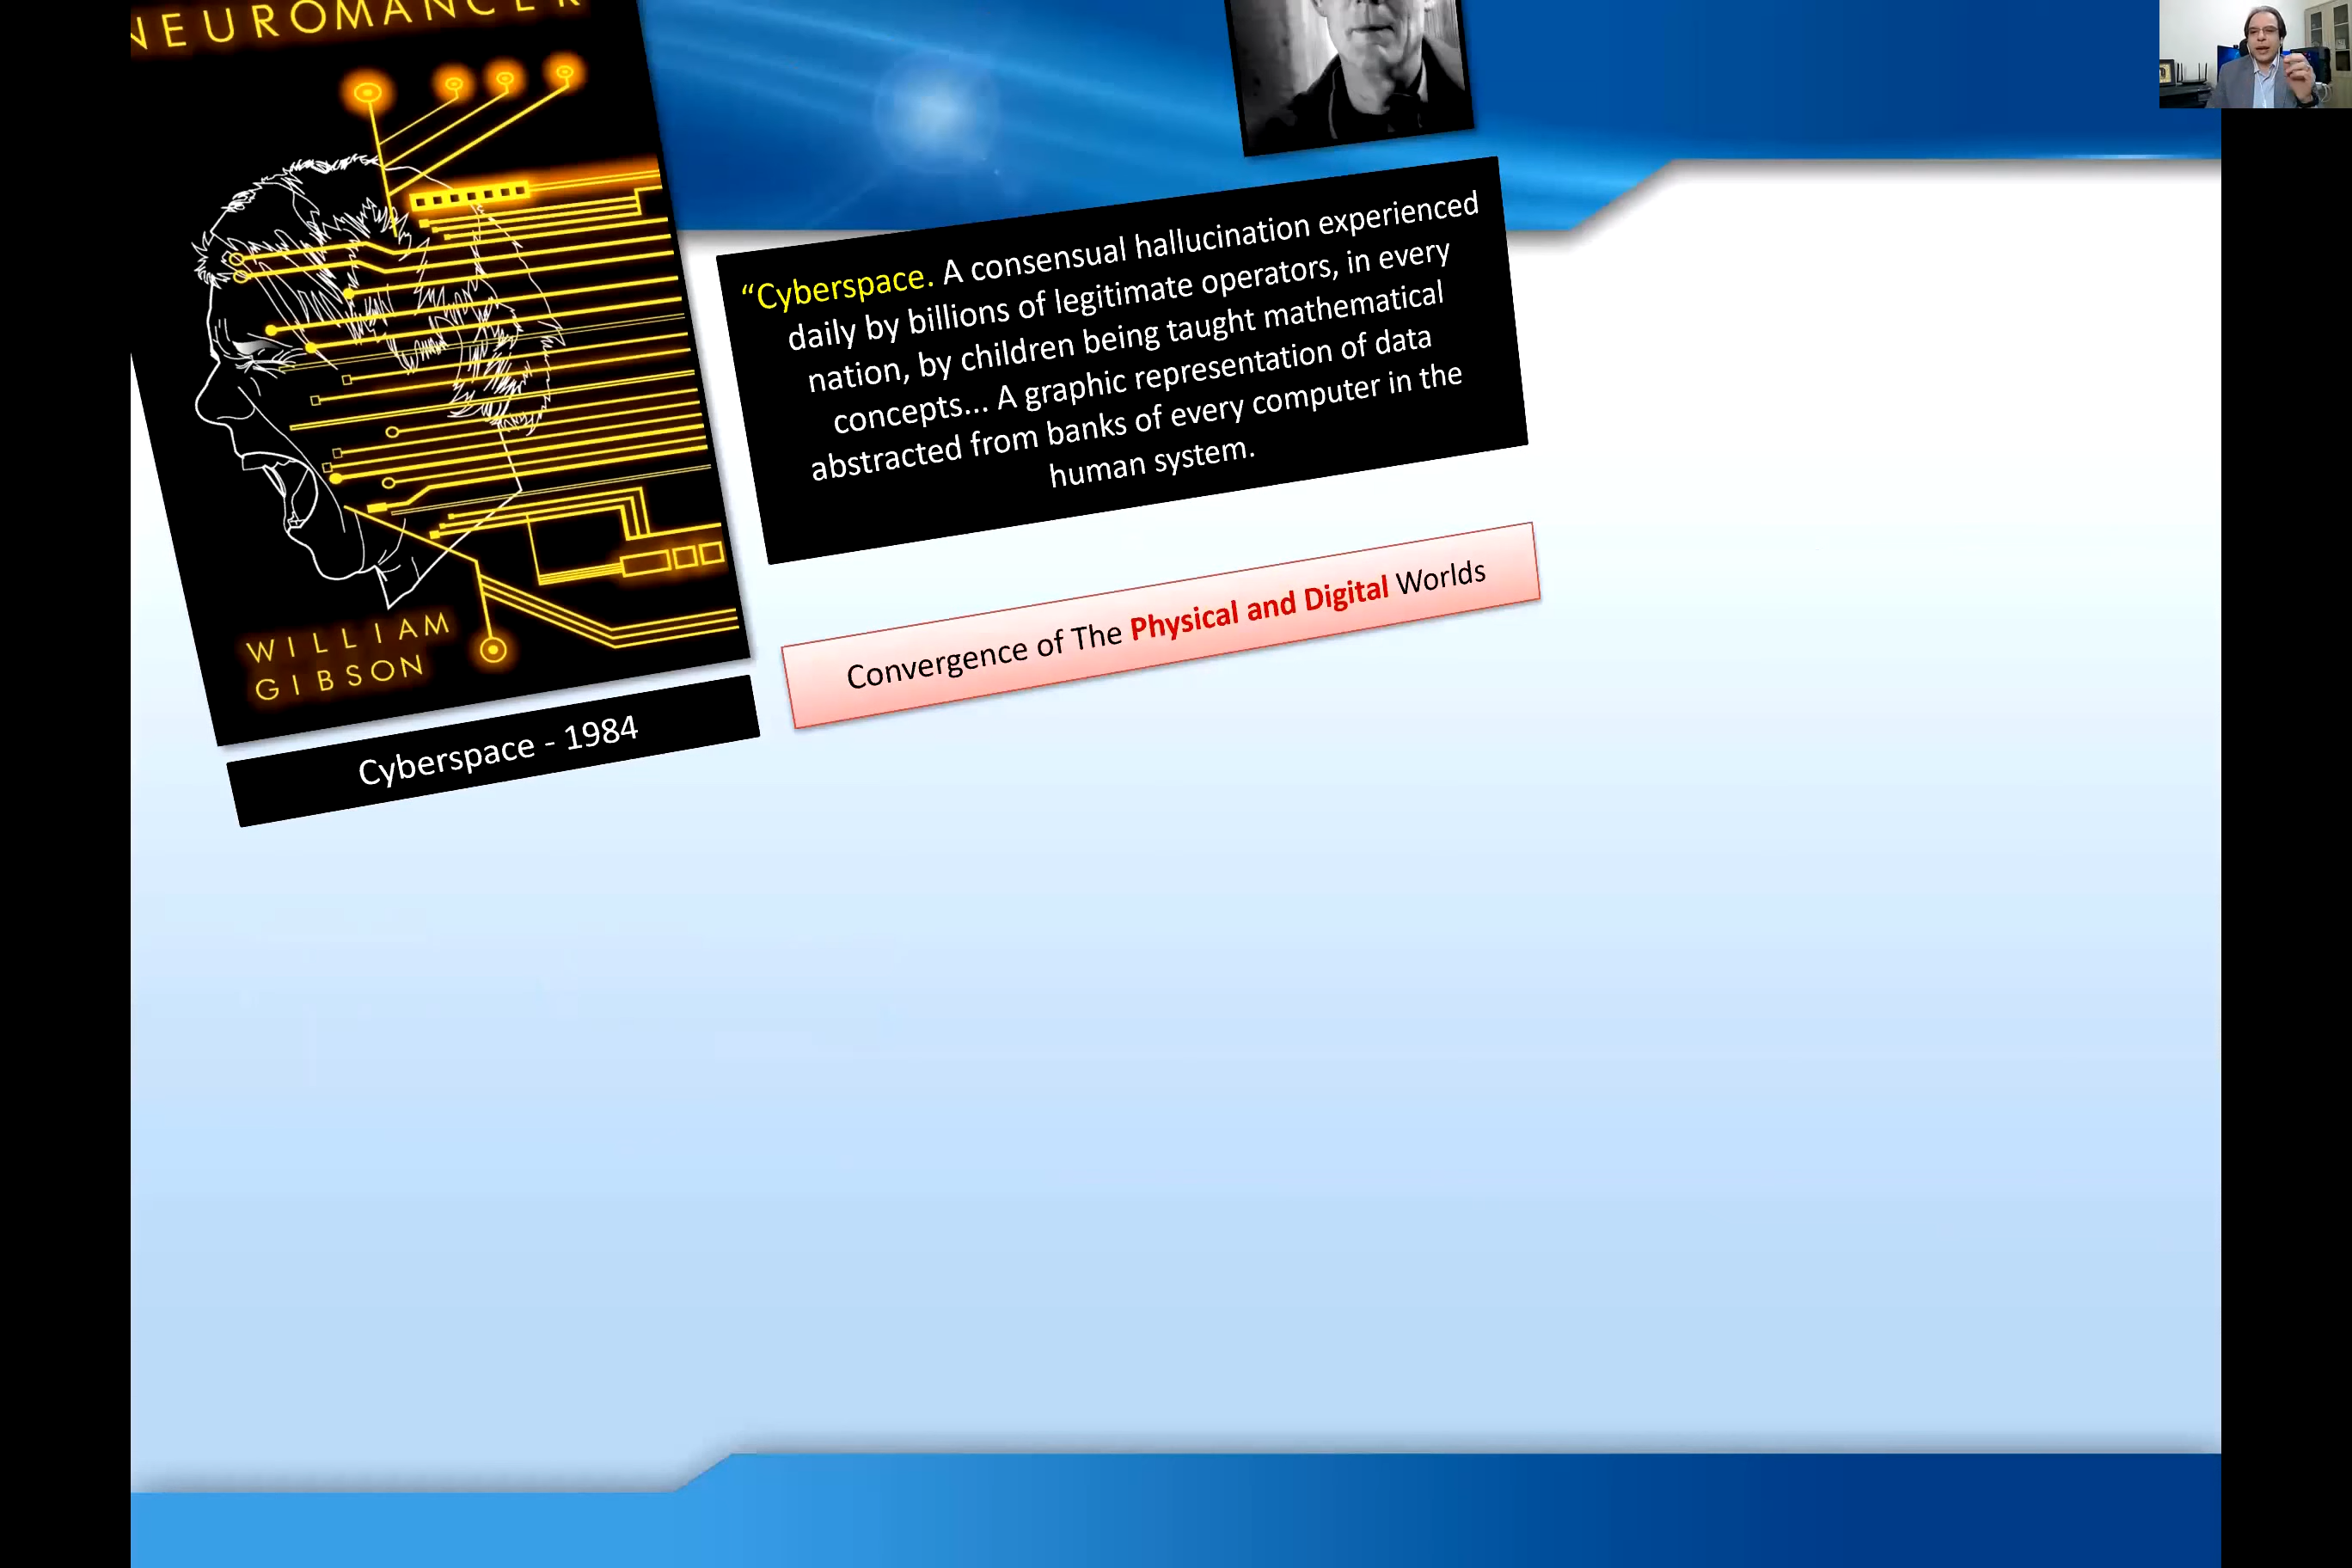 NEUROMANCER
WILLIAM
GIBSON
Cyberspace - 1984
“Cyberspace. A consensual hallucination experienced
daily by billions of legitimate operators, in every
nation, by children being taught mathematical
concepts... A graphic representation of data
abstracted from banks of every computer in the
human system.
Convergence of The Physical and Digital Worlds